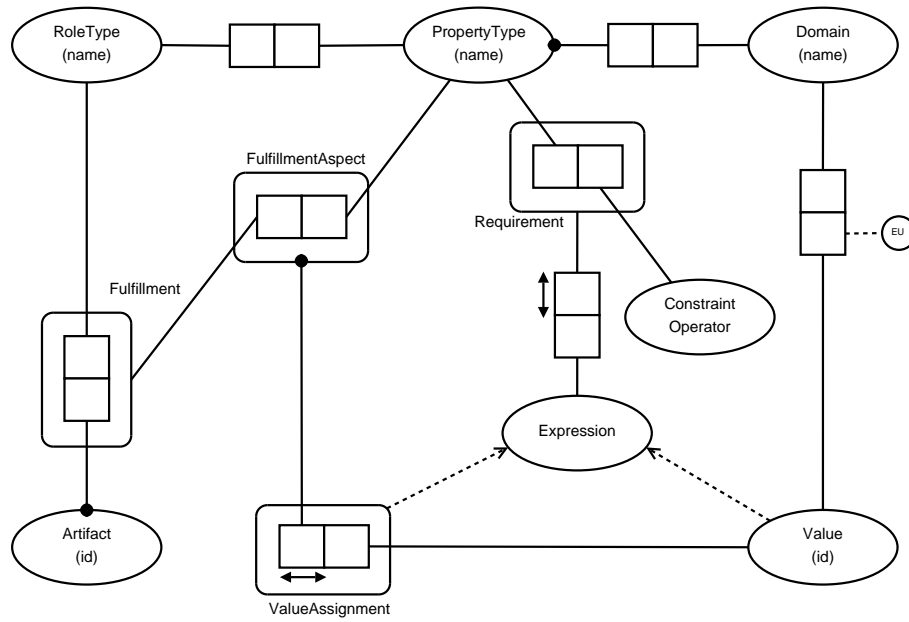 RoleType
(name)
PropertyType
(name)
Domain
(name)
FulfillmentAspect
Requirement
EU
Fulfillment
Constraint
Operator
Expression
Artifact
(id)
Value
(id)
ValueAssignment